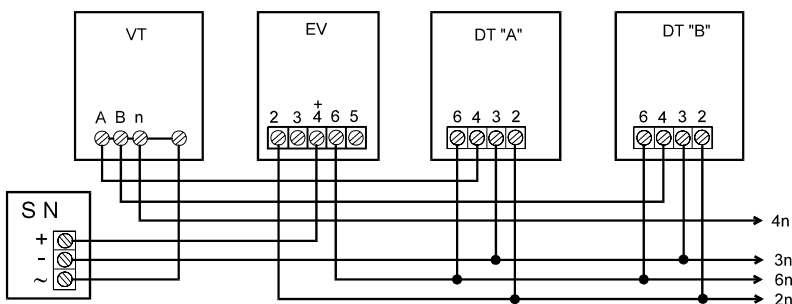 VT
EV
DT "A"
DT "B"
A B n
2 3 4 6 5
+
6 4 3 2
6 4 3 2
S N
+
-
~
4n
3n
6n
2n